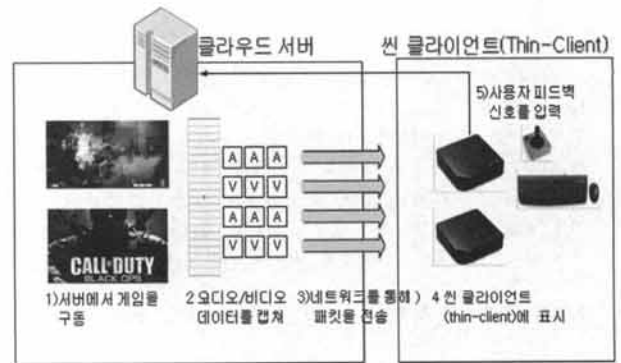 클라우드 서버
씬 클라이언트(Thin-Client)
5)사용자 피드백
신호를 입력
A A A
V V V
A A A
V V V
CALL·DUTY
BLACK OPS
1)서버에서 게임을
구동
2 오디오/비디오
데이터를 캡쳐
3)네트워크를 통해 )
패킷을 전송
4 씬 클라이언트
(thin-client)에 표시